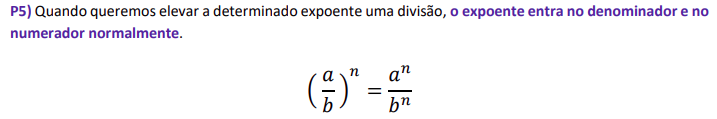 P5) Quando queremos elevar a determinado expoente uma divisão, o expoente entra no denominador e no
numerador normalmente.
(a/b)^n = a^n/b^n